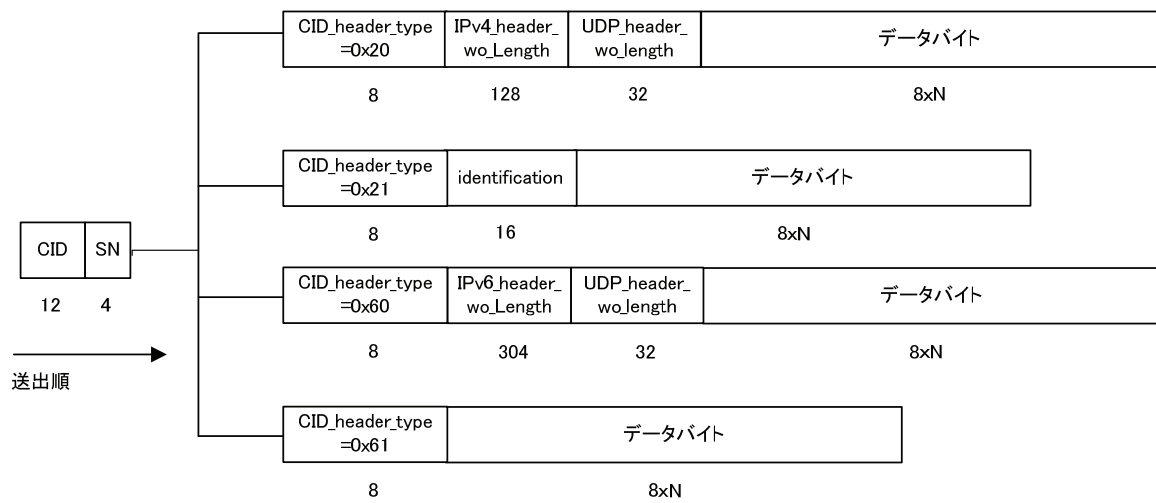 CID_header_type
=0x20
IPv4_header_
wo_Length
UDP_header_
wo_length
データバイト
8
128
32
8xN
CID_header_type
=0x21
identification
データバイト
8
16
8xN
CID
SN
12
4
送出順
CID_header_type
=0x60
IPv6_header_
wo_Length
UDP_header_
wo_length
データバイト
8
304
32
8xN
CID_header_type
=0x61
データバイト
8
8xN